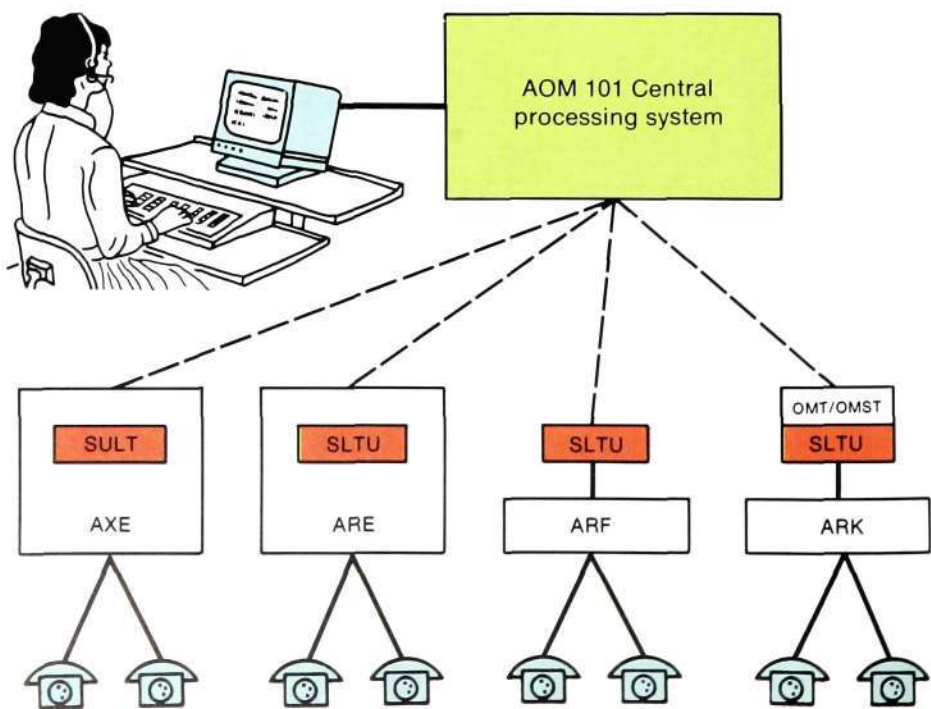 AOM 101 Central
processing system
OMT/OMST
SULT
SLTU
SLTU
SLTU
AXE
ARE
ARF
ARK